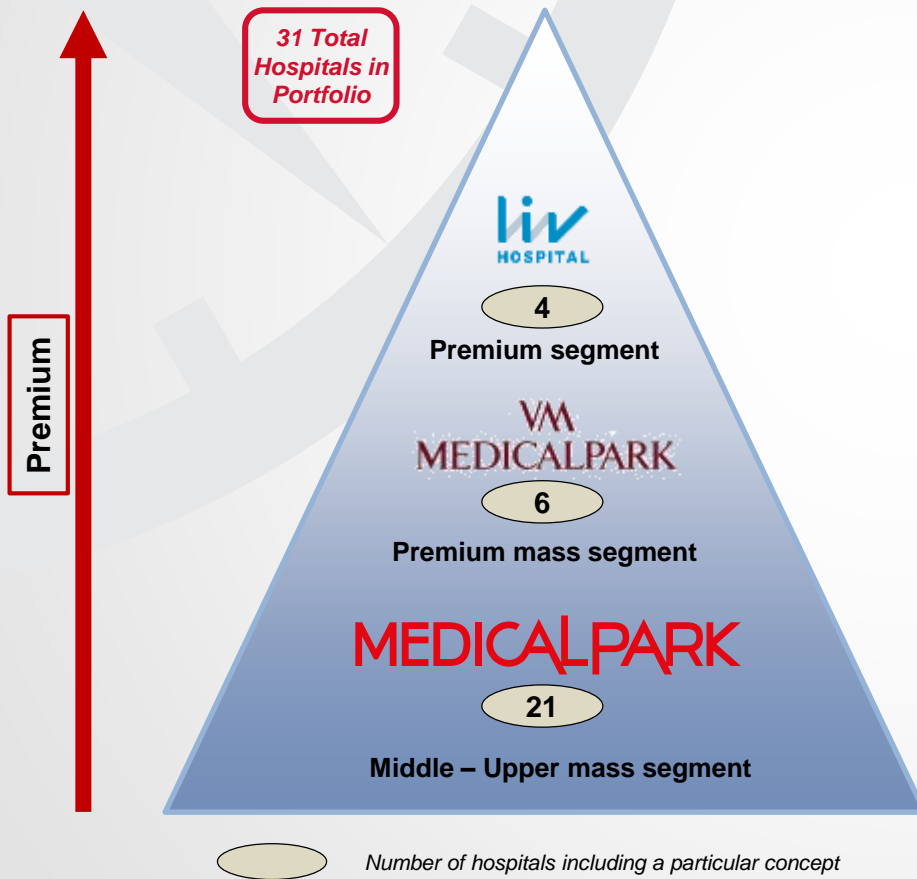 31 Total
Hospitals in
Portfolio
liv
HOSPITAL
4
Premium segment
Premium
VM
MEDICALPARK
6
Premium mass segment
MEDICALPARK
21
Middle – Upper mass segment
Number of hospitals including a particular concept